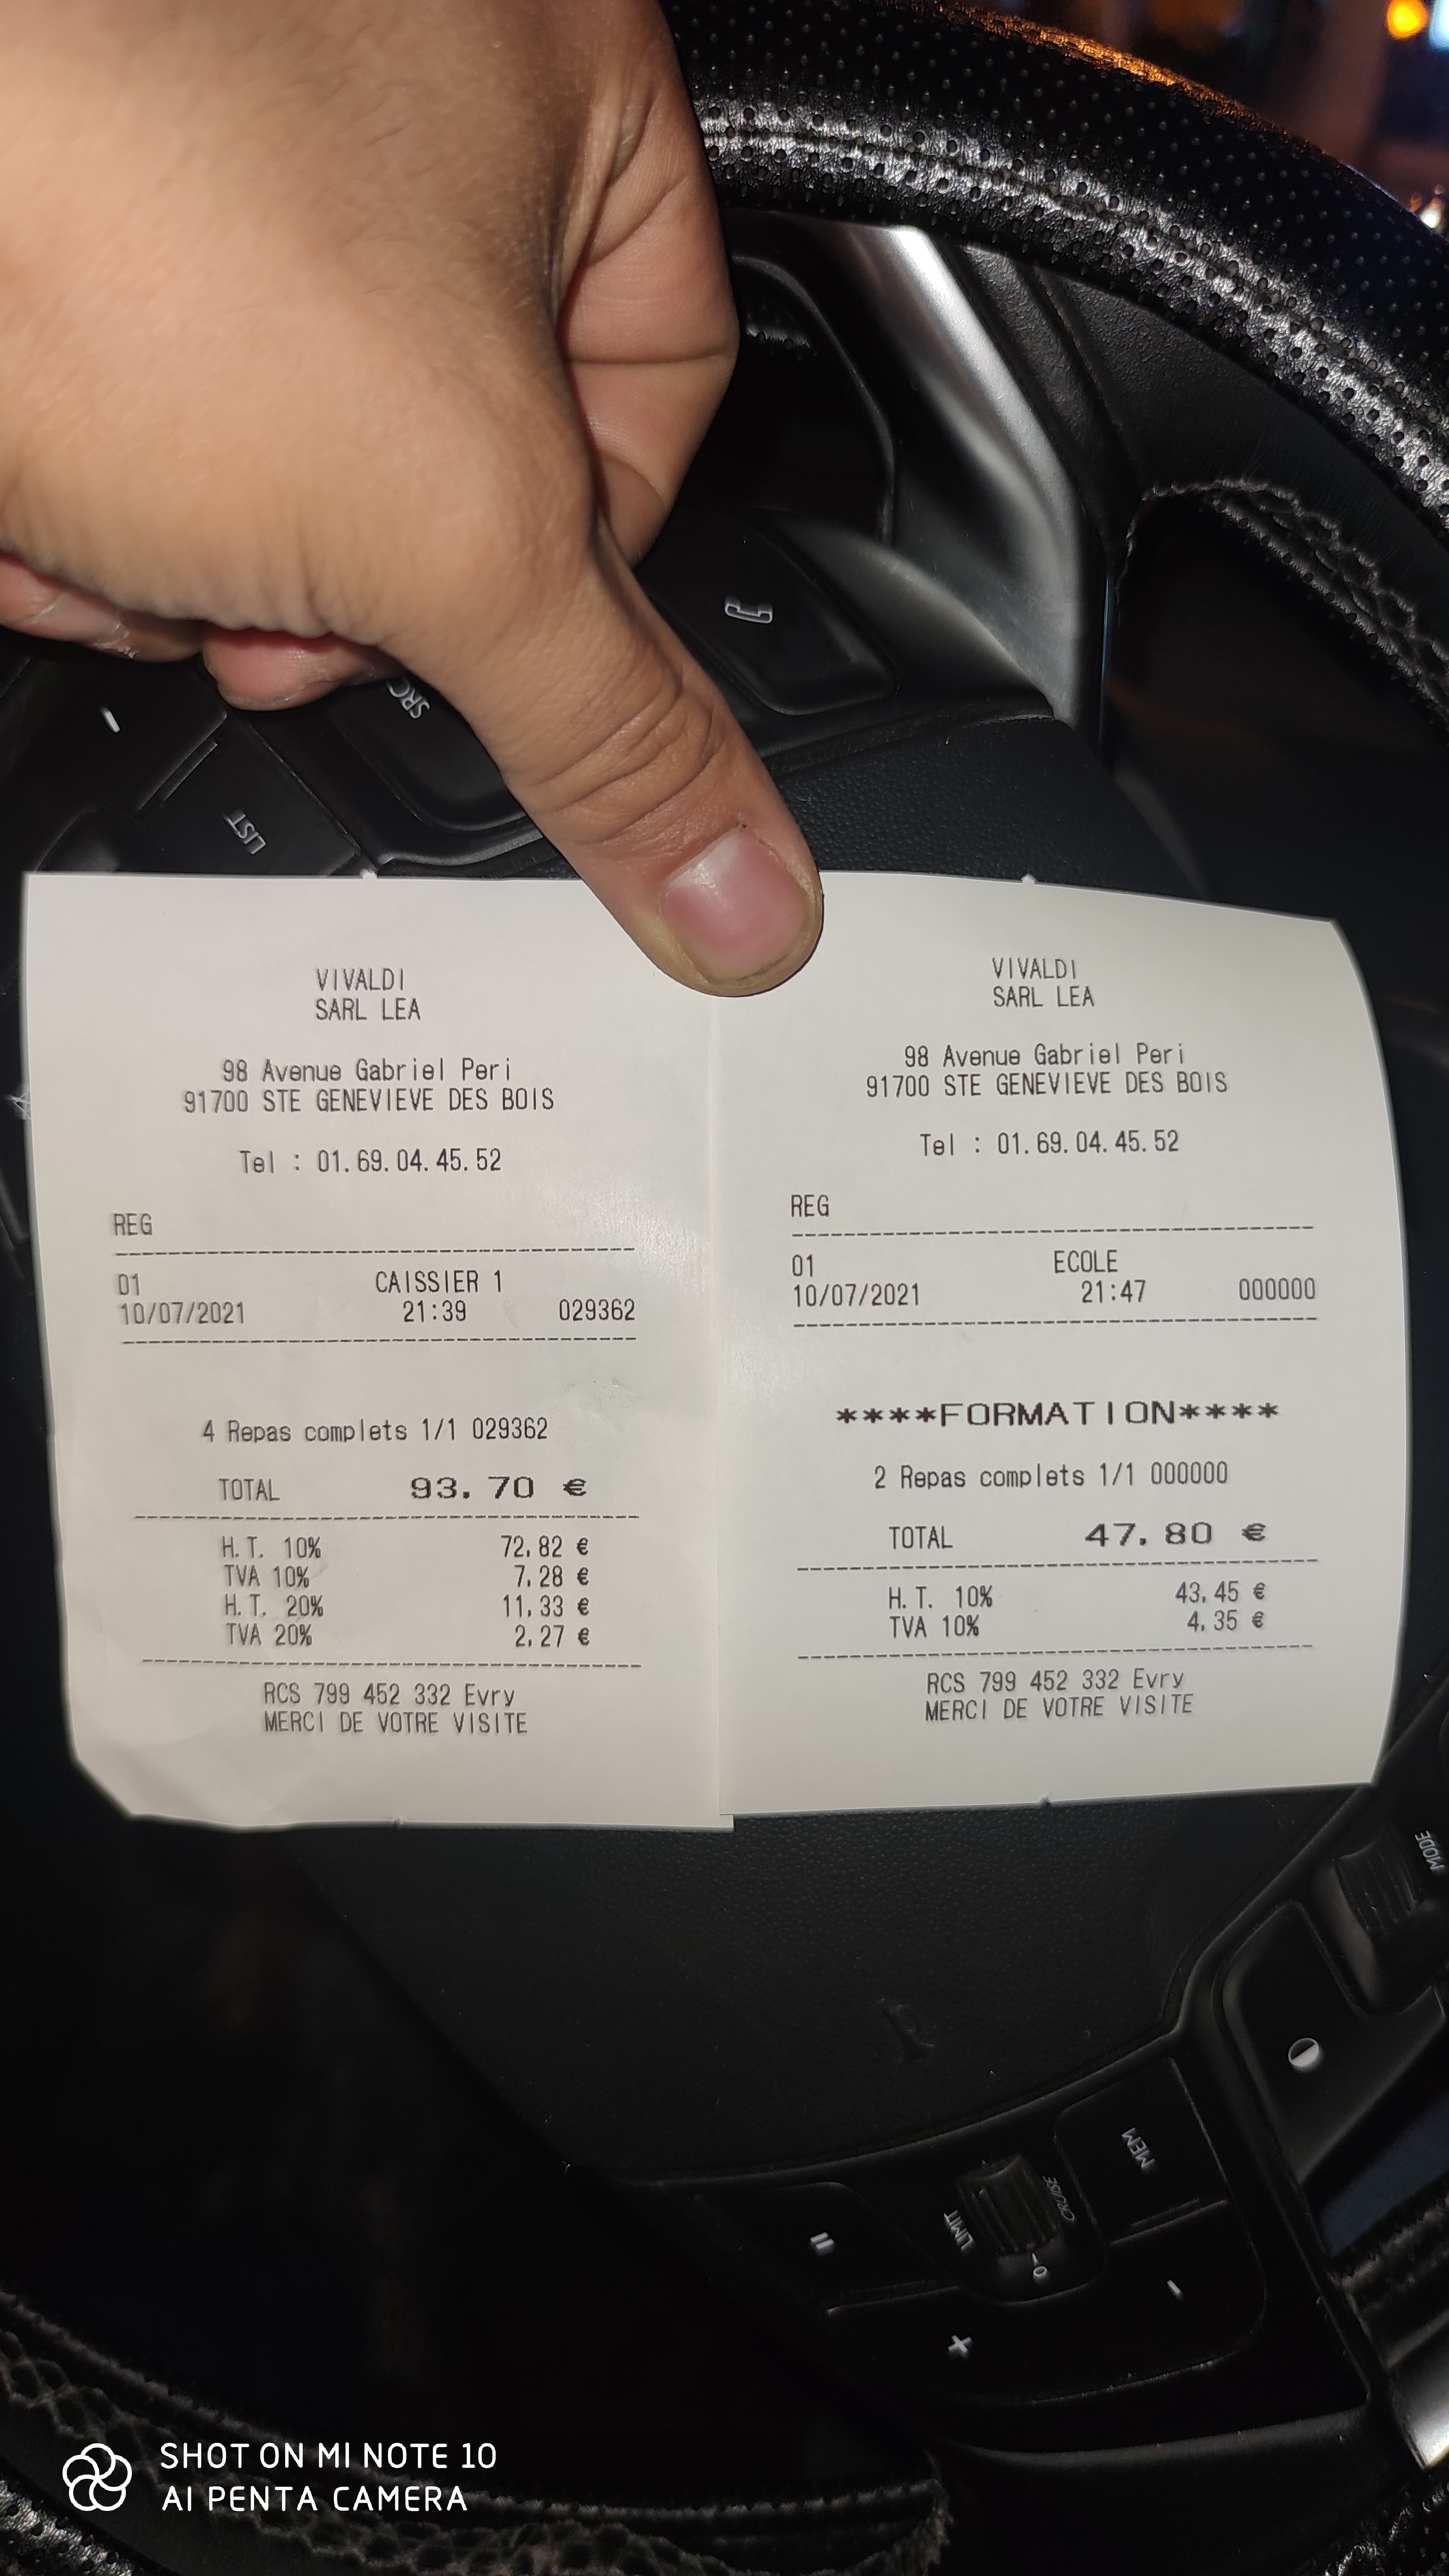 SRC
LIST
VIVALDI
SARL LEA
98 Avenue Gabriel Peri
91700 STE GENEVIEVE DES BOIS
Tel : 01.69.04.45.52
REG
01 CAISSIER 1
10/07/2021 21:39 029362
4 Repas complets 1/1 029362
TOTAL 93.70 €
H.T. 10% 72,82 €
TVA 10% 7,28 €
H.T. 20% 11,33 €
TVA 20% 2,27 €
RCS 799 452 332 Evry
MERCI DE VOTRE VISITE
VIVALDI
SARL LEA
98 Avenue Gabriel Peri
91700 STE GENEVIEVE DES BOIS
Tel : 01.69.04.45.52
REG
01 ECOLE
10/07/2021 21:47 000000
****FORMATION****
2 Repas complets 1/1 000000
TOTAL 47.80 €
H.T. 10% 43,45 €
TVA 10% 4,35 €
RCS 799 452 332 Evry
MERCI DE VOTRE VISITE
MODE
MEM
LIMIT
CRUISE
SHOT ON MI NOTE 10
AI PENTA CAMERA